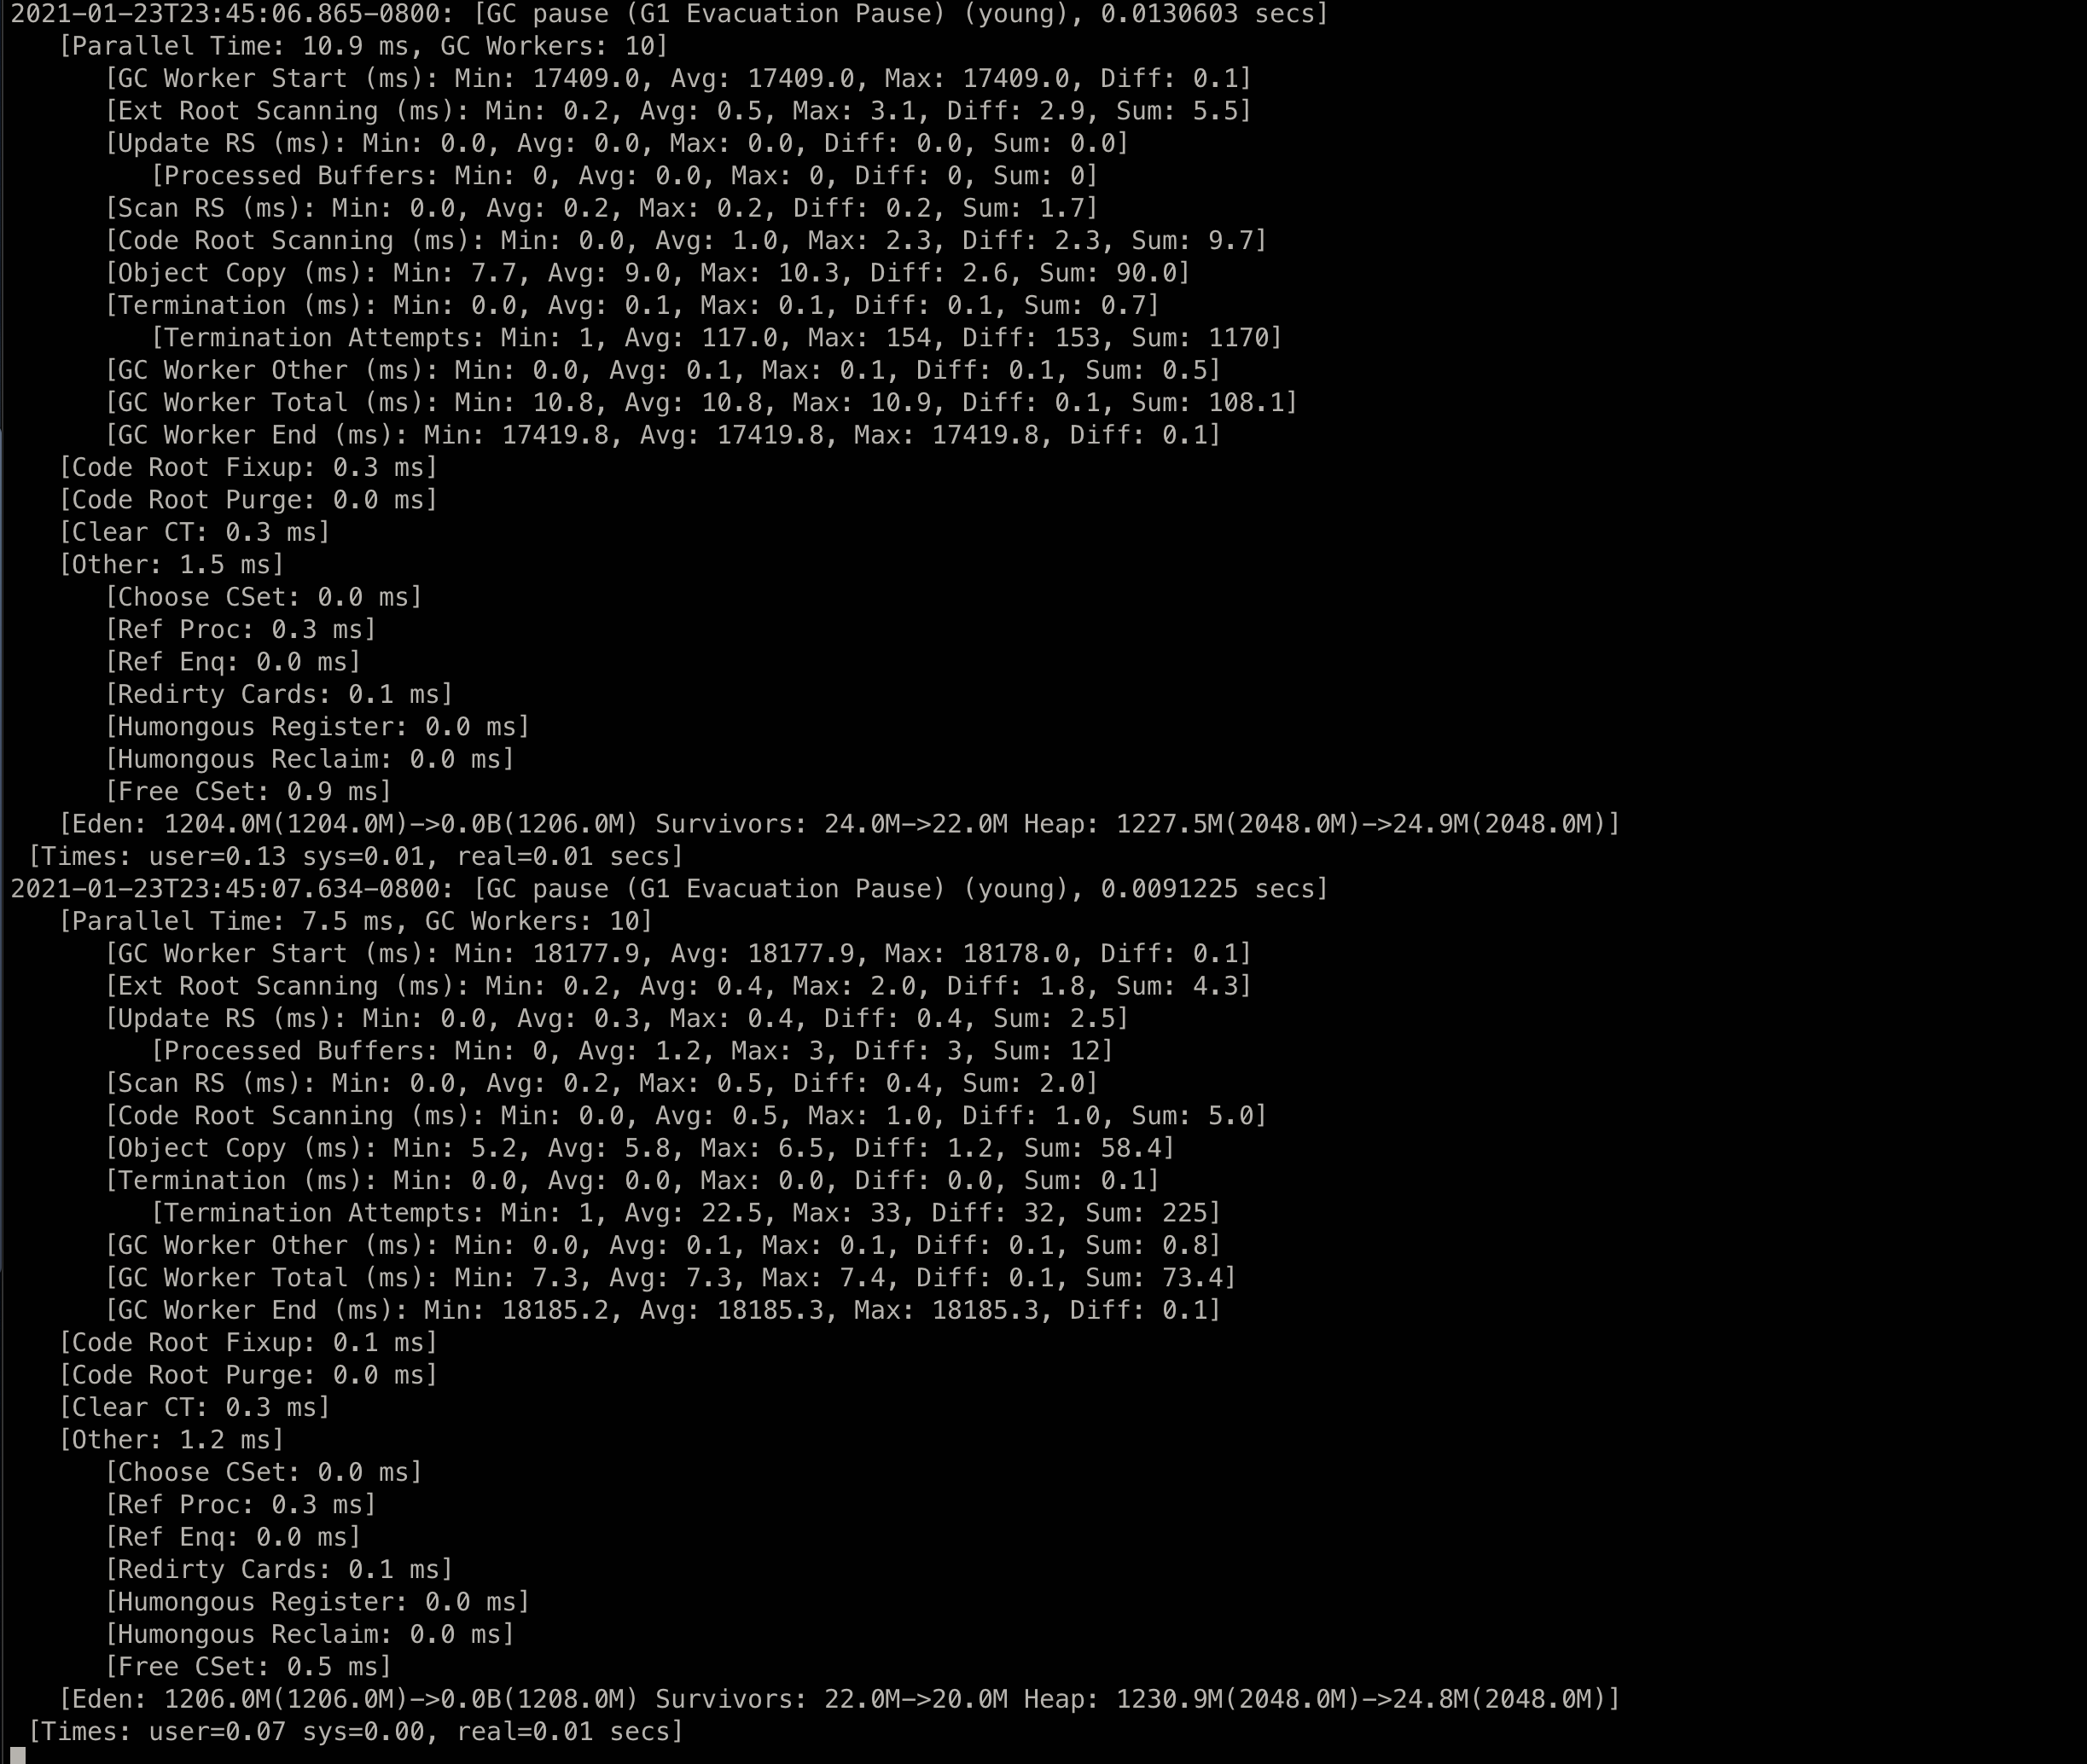 2021-01-23T23:45:06.865-0800: [GC pause (G1 Evacuation Pause) (young), 0.0130603 secs]
[Parallel Time: 10.9 ms, GC Workers: 10]
[GC Worker Start (ms): Min: 17409.0, Avg: 17409.0, Max: 17409.0, Diff: 0.1]
[Ext Root Scanning (ms): Min: 0.2, Avg: 0.5, Max: 3.1, Diff: 2.9, Sum: 5.5]
[Update RS (ms): Min: 0.0, Avg: 0.0, Max: 0.0, Diff: 0.0, Sum: 0.0]
[Processed Buffers: Min: 0, Avg: 0.0, Max: 0, Diff: 0, Sum: 0]
[Scan RS (ms): Min: 0.0, Avg: 0.2, Max: 0.2, Diff: 0.2, Sum: 1.7]
[Code Root Scanning (ms): Min: 0.0, Avg: 1.0, Max: 2.3, Diff: 2.3, Sum: 9.7]
[Object Copy (ms): Min: 7.7, Avg: 9.0, Max: 10.3, Diff: 2.6, Sum: 90.0]
[Termination (ms): Min: 0.0, Avg: 0.1, Max: 0.1, Diff: 0.1, Sum: 0.7]
[Termination Attempts: Min: 1, Avg: 117.0, Max: 154, Diff: 153, Sum: 1170]
[GC Worker Other (ms): Min: 0.0, Avg: 0.1, Max: 0.1, Diff: 0.1, Sum: 0.5]
[GC Worker Total (ms): Min: 10.8, Avg: 10.8, Max: 10.9, Diff: 0.1, Sum: 108.1]
[GC Worker End (ms): Min: 17419.8, Avg: 17419.8, Max: 17419.8, Diff: 0.1]
[Code Root Fixup: 0.3 ms]
[Code Root Purge: 0.0 ms]
[Clear CT: 0.3 ms]
[Other: 1.5 ms]
[Choose CSet: 0.0 ms]
[Ref Proc: 0.3 ms]
[Ref Enq: 0.0 ms]
[Redirty Cards: 0.1 ms]
[Humongous Register: 0.0 ms]
[Humongous Reclaim: 0.0 ms]
[Free CSet: 0.9 ms]
[Eden: 1204.0M(1204.0M)->0.0B(1206.0M) Survivors: 24.0M->22.0M Heap: 1227.5M(2048.0M)->24.9M(2048.0M)]
[Times: user=0.13 sys=0.01, real=0.01 secs]
2021-01-23T23:45:07.634-0800: [GC pause (G1 Evacuation Pause) (young), 0.0091225 secs]
[Parallel Time: 7.5 ms, GC Workers: 10]
[GC Worker Start (ms): Min: 18177.9, Avg: 18177.9, Max: 18178.0, Diff: 0.1]
[Ext Root Scanning (ms): Min: 0.2, Avg: 0.4, Max: 2.0, Diff: 1.8, Sum: 4.3]
[Update RS (ms): Min: 0.0, Avg: 0.3, Max: 0.4, Diff: 0.4, Sum: 2.5]
[Processed Buffers: Min: 0, Avg: 1.2, Max: 3, Diff: 3, Sum: 12]
[Scan RS (ms): Min: 0.0, Avg: 0.2, Max: 0.5, Diff: 0.4, Sum: 2.0]
[Code Root Scanning (ms): Min: 0.0, Avg: 0.5, Max: 1.0, Diff: 1.0, Sum: 5.0]
[Object Copy (ms): Min: 5.2, Avg: 5.8, Max: 6.5, Diff: 1.2, Sum: 58.4]
[Termination (ms): Min: 0.0, Avg: 0.0, Max: 0.0, Diff: 0.0, Sum: 0.1]
[Termination Attempts: Min: 1, Avg: 22.5, Max: 33, Diff: 32, Sum: 225]
[GC Worker Other (ms): Min: 0.0, Avg: 0.1, Max: 0.1, Diff: 0.1, Sum: 0.8]
[GC Worker Total (ms): Min: 7.3, Avg: 7.3, Max: 7.4, Diff: 0.1, Sum: 73.4]
[GC Worker End (ms): Min: 18185.2, Avg: 18185.3, Max: 18185.3, Diff: 0.1]
[Code Root Fixup: 0.1 ms]
[Code Root Purge: 0.0 ms]
[Clear CT: 0.3 ms]
[Other: 1.2 ms]
[Choose CSet: 0.0 ms]
[Ref Proc: 0.3 ms]
[Ref Enq: 0.0 ms]
[Redirty Cards: 0.1 ms]
[Humongous Register: 0.0 ms]
[Humongous Reclaim: 0.0 ms]
[Free CSet: 0.5 ms]
[Eden: 1206.0M(1206.0M)->0.0B(1208.0M) Survivors: 22.0M->20.0M Heap: 1230.9M(2048.0M)->24.8M(2048.0M)]
[Times: user=0.07 sys=0.00, real=0.01 secs]